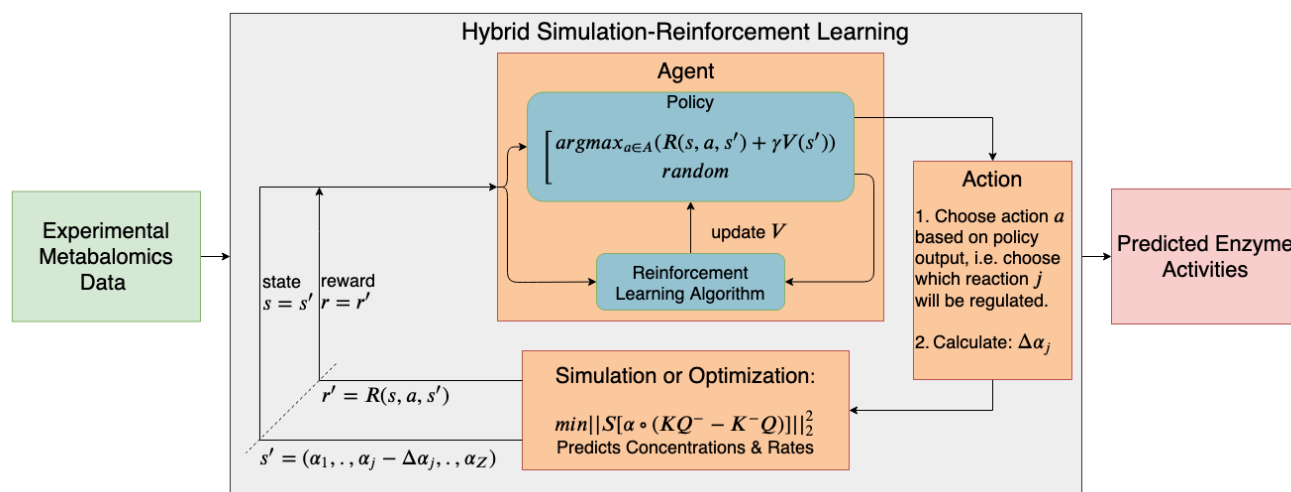 Hybrid Simulation-Reinforcement Learning
Experimental
Metabalomics
Data
state
s = s′
reward
r = r′
Agent
Policy
argmax_{a∈A}(R(s, a, s′) + γV(s′))
random
update V
Reinforcement
Learning Algorithm
Action
1. Choose action a
based on policy
output, i.e. choose
which reaction j
will be regulated.
2. Calculate: Δα_j
Predicted Enzyme
Activities
Simulation or Optimization:
min||S[α∘(KQ⁻ − K⁻Q)]||₂²
Predicts Concentrations & Rates
r′ = R(s, a, s′)
s′ = (α₁, . , α_j − Δα_j, . , α_Z)